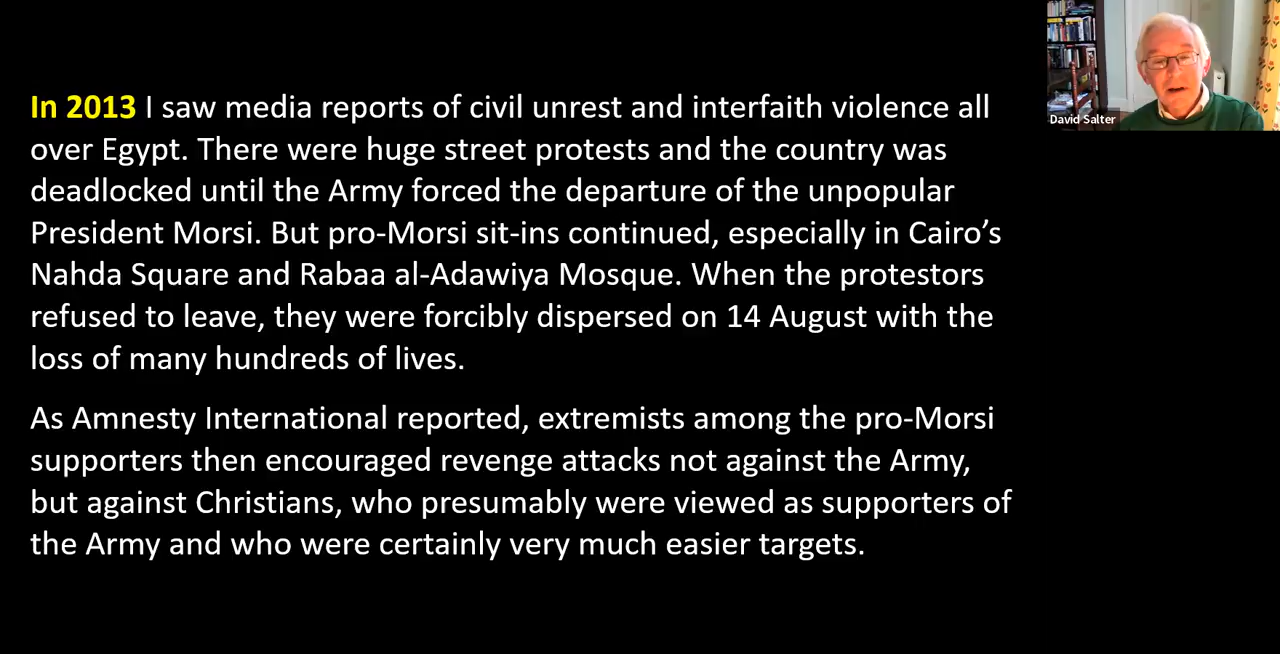 In 2013 I saw media reports of civil unrest and interfaith violence all
over Egypt. There were huge street protests and the country was
deadlocked until the Army forced the departure of the unpopular
President Morsi. But pro-Morsi sit-ins continued, especially in Cairo’s
Nahda Square and Rabaa al-Adawiya Mosque. When the protestors
refused to leave, they were forcibly dispersed on 14 August with the
loss of many hundreds of lives.
As Amnesty International reported, extremists among the pro-Morsi
supporters then encouraged revenge attacks not against the Army,
but against Christians, who presumably were viewed as supporters of
the Army and who were certainly very much easier targets.
David Salter